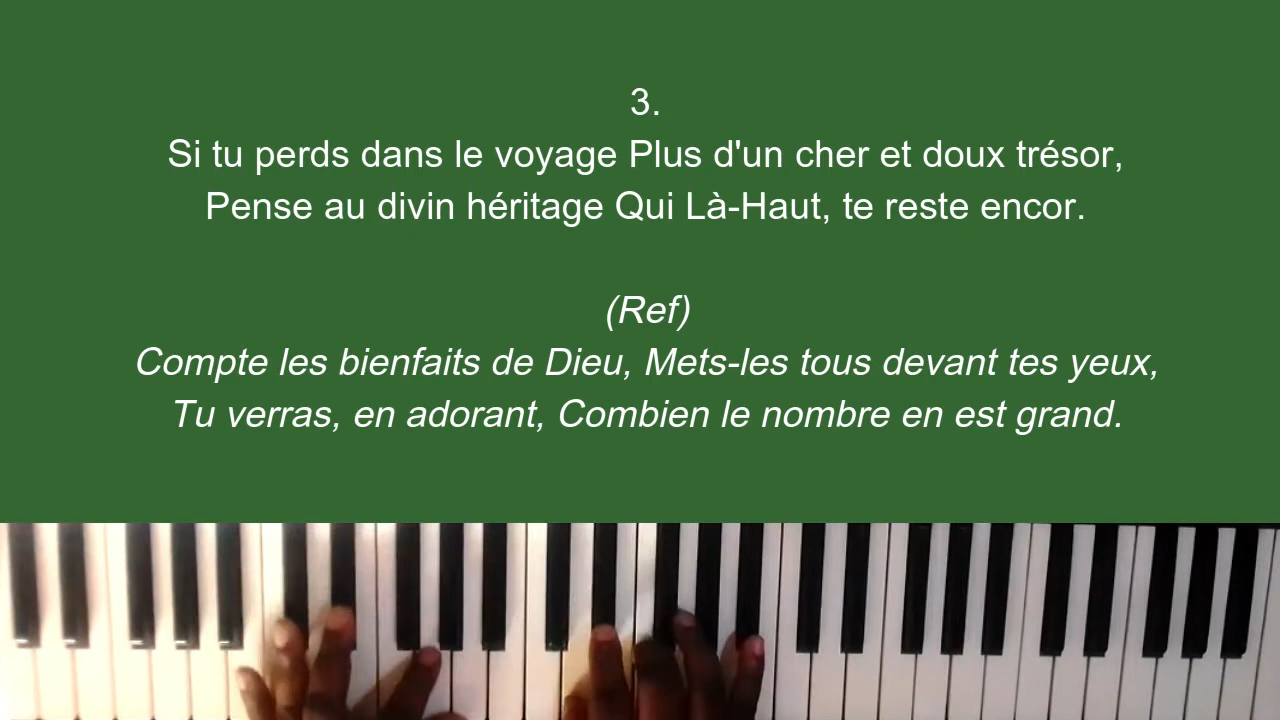 3.
Si tu perds dans le voyage Plus d'un cher et doux trésor,
Pense au divin héritage Qui Là-Haut, te reste encor.
(Ref)
Compte les bienfaits de Dieu, Mets-les tous devant tes yeux,
Tu verras, en adorant, Combien le nombre en est grand.